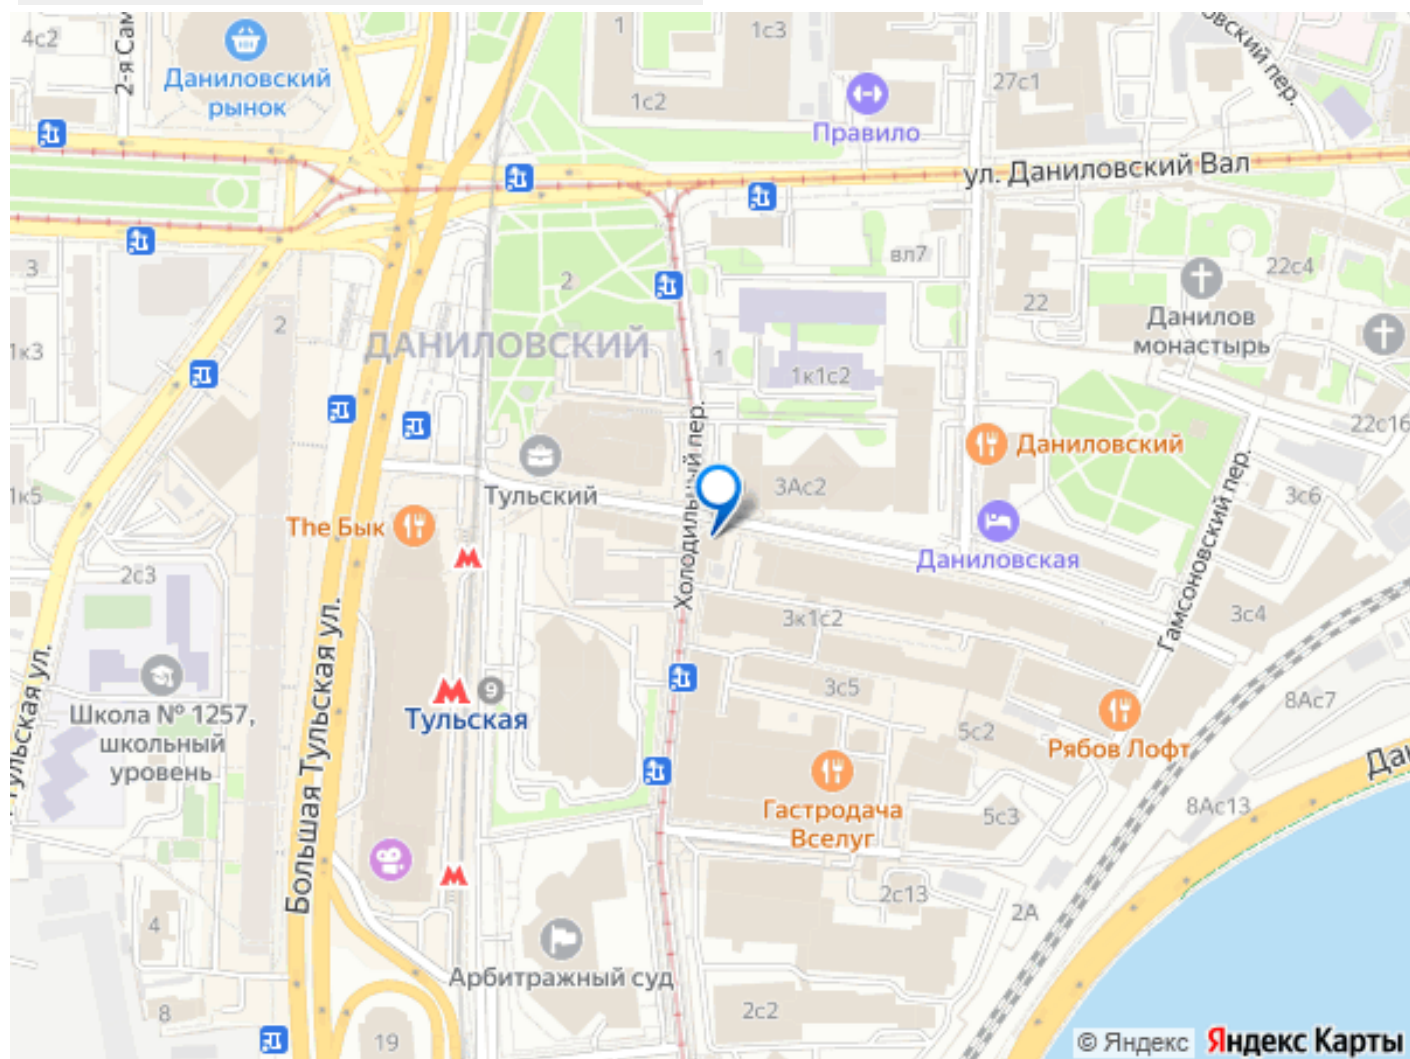 4с2
2-я Сам
Даниловский
рынок
1
1с3
1с2
Правило
27с1
овский пер.
ул. Даниловский Вал
3
2
2
ДАНИЛОВСКИЙ
вл7
22
22с4
Данилов
монастырь
1к3
1
1к1с2
Холодильный пер.
Даниловский
22с16
Тульский
3Ас2
1к5
The Бык
Даниловская
3с6
Гамсоновский пер.
2с3
3к1с2
3с4
Большая Тульская ул.
Тульская ул.
Школа № 1257,
школьный
уровень
9
Тульская
3с5
5с2
Рябов Лофт
8Ас7
Гастродача
Вселуг
5с3
8Ас13
Дан
2с13
2А
4
Арбитражный суд
8
19
2с2
© Яндекс Яндекс Карты